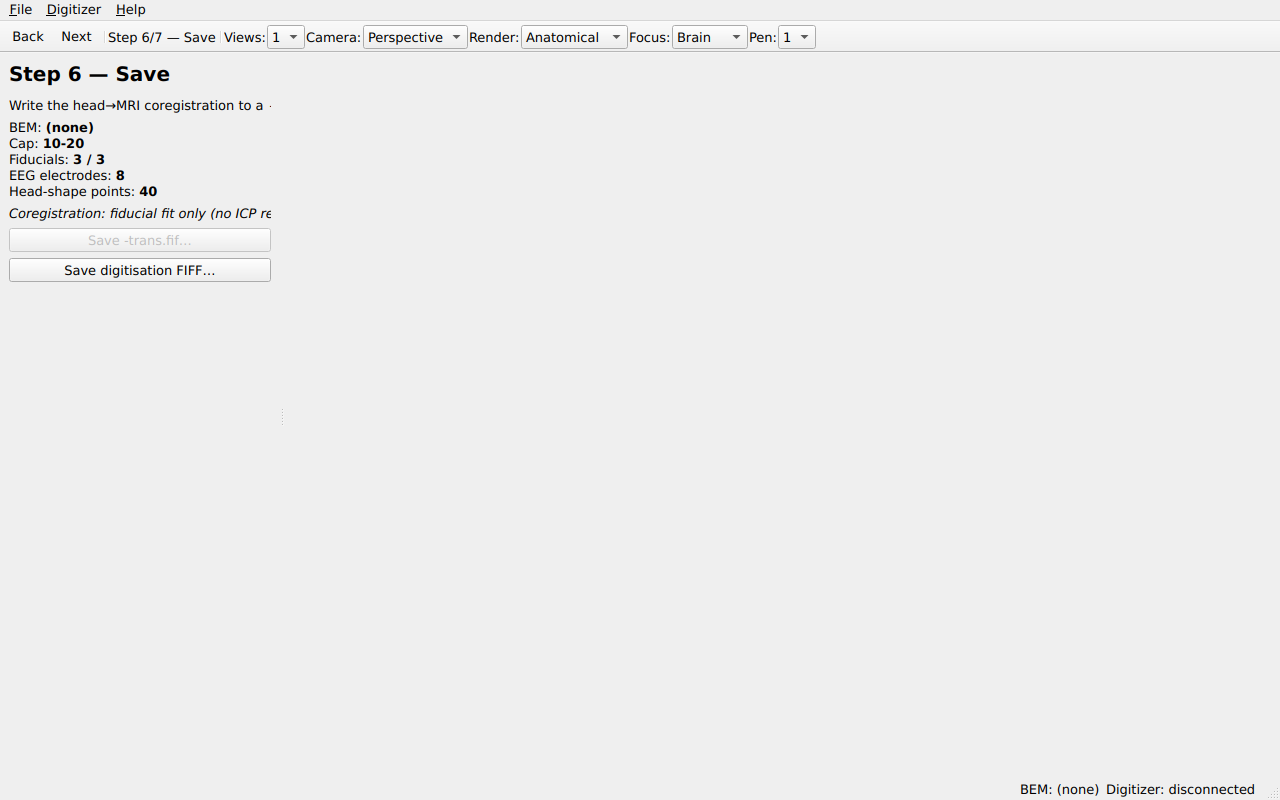 File Digitizer Help
Back Next Step 6/7 — Save Views: 1 Camera: Perspective Render: Anatomical Focus: Brain Pen: 1
Step 6 — Save
Write the head→MRI coregistration to a
BEM: (none)
Cap: 10-20
Fiducials: 3 / 3
EEG electrodes: 8
Head-shape points: 40
Coregistration: fiducial fit only (no ICP re
Save -trans.fif...
Save digitisation FIFF...
BEM: (none) Digitizer: disconnected